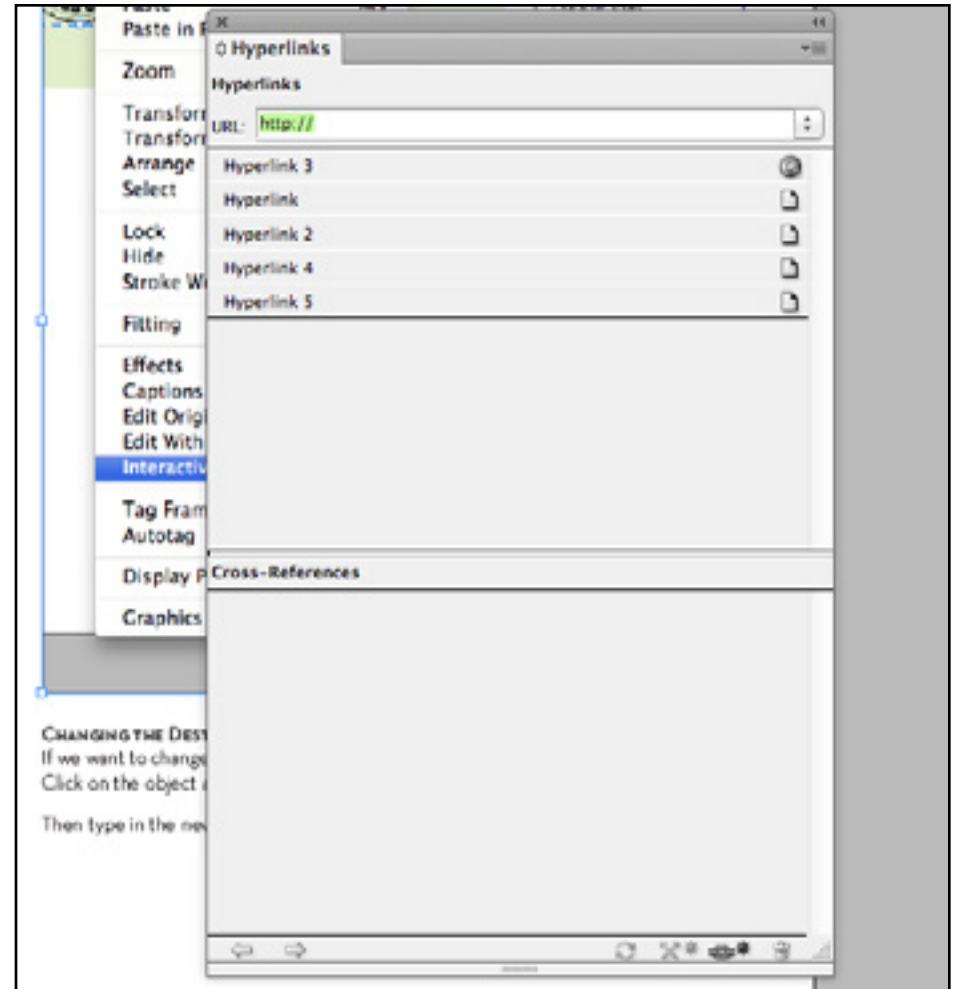 Paste
Paste in
Zoom
Transform
Transform
Arrange
Select
Lock
Hide
Stroke W
Fitting
Effects
Captions
Edit Origi
Edit With
Interactiv
Tag Fram
Autotag
Display P
Graphics
Hyperlinks
Hyperlinks
URL: http://
Hyperlink 3
Hyperlink
Hyperlink 2
Hyperlink 4
Hyperlink 5
Cross-References
CHANGING THE DEST
If we want to change
Click on the object
Then type in the new